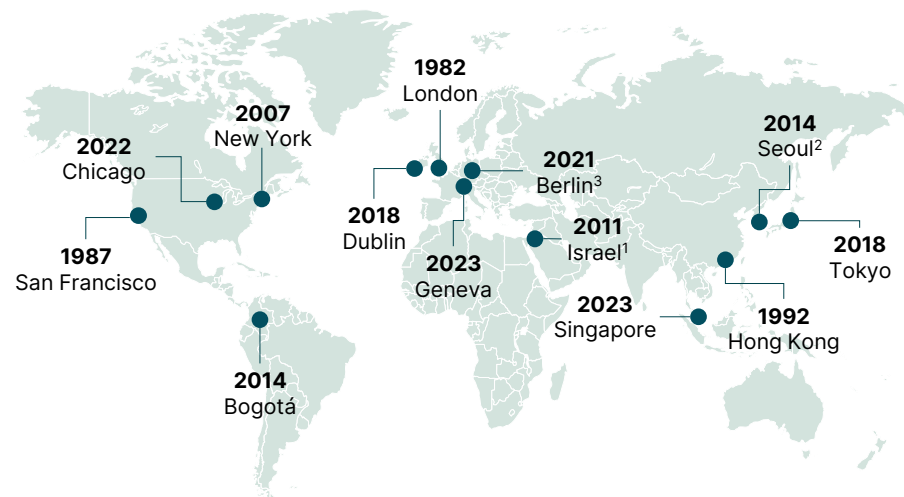 1982
London
2007
New York
2022
Chicago
1987
San Francisco
2014
Bogotá
2018
Dublin
2023
Geneva
2021
Berlin³
2011
Israel¹
2014
Seoul²
2018
Tokyo
2023
Singapore
1992
Hong Kong